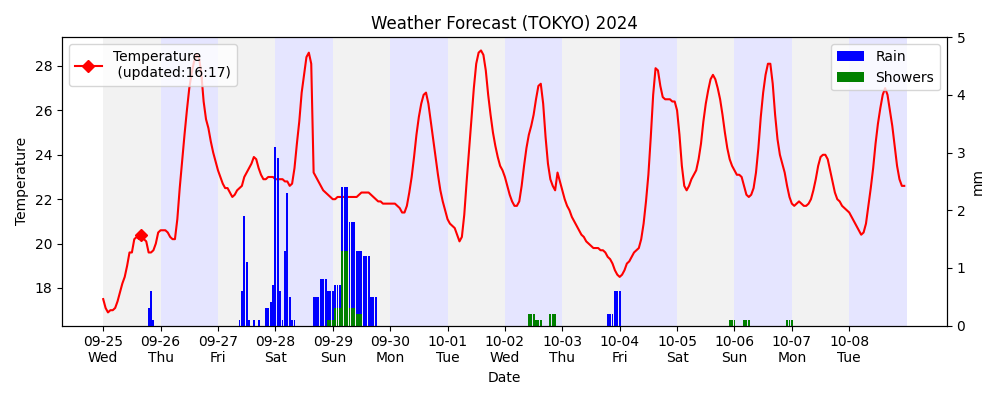 Weather Forecast (TOKYO) 2024
Temperature
(updated:16:17)
Rain
Showers
Temperature
28
26
24
22
20
18
5
4
3
2
1
0
mm
09-25 09-26 09-27 09-28 09-29 09-30 10-01 10-02 10-03 10-04 10-05 10-06 10-07 10-08
Wed Thu Fri Sat Sun Mon Tue Wed Thu Fri Sat Sun Mon Tue
Date